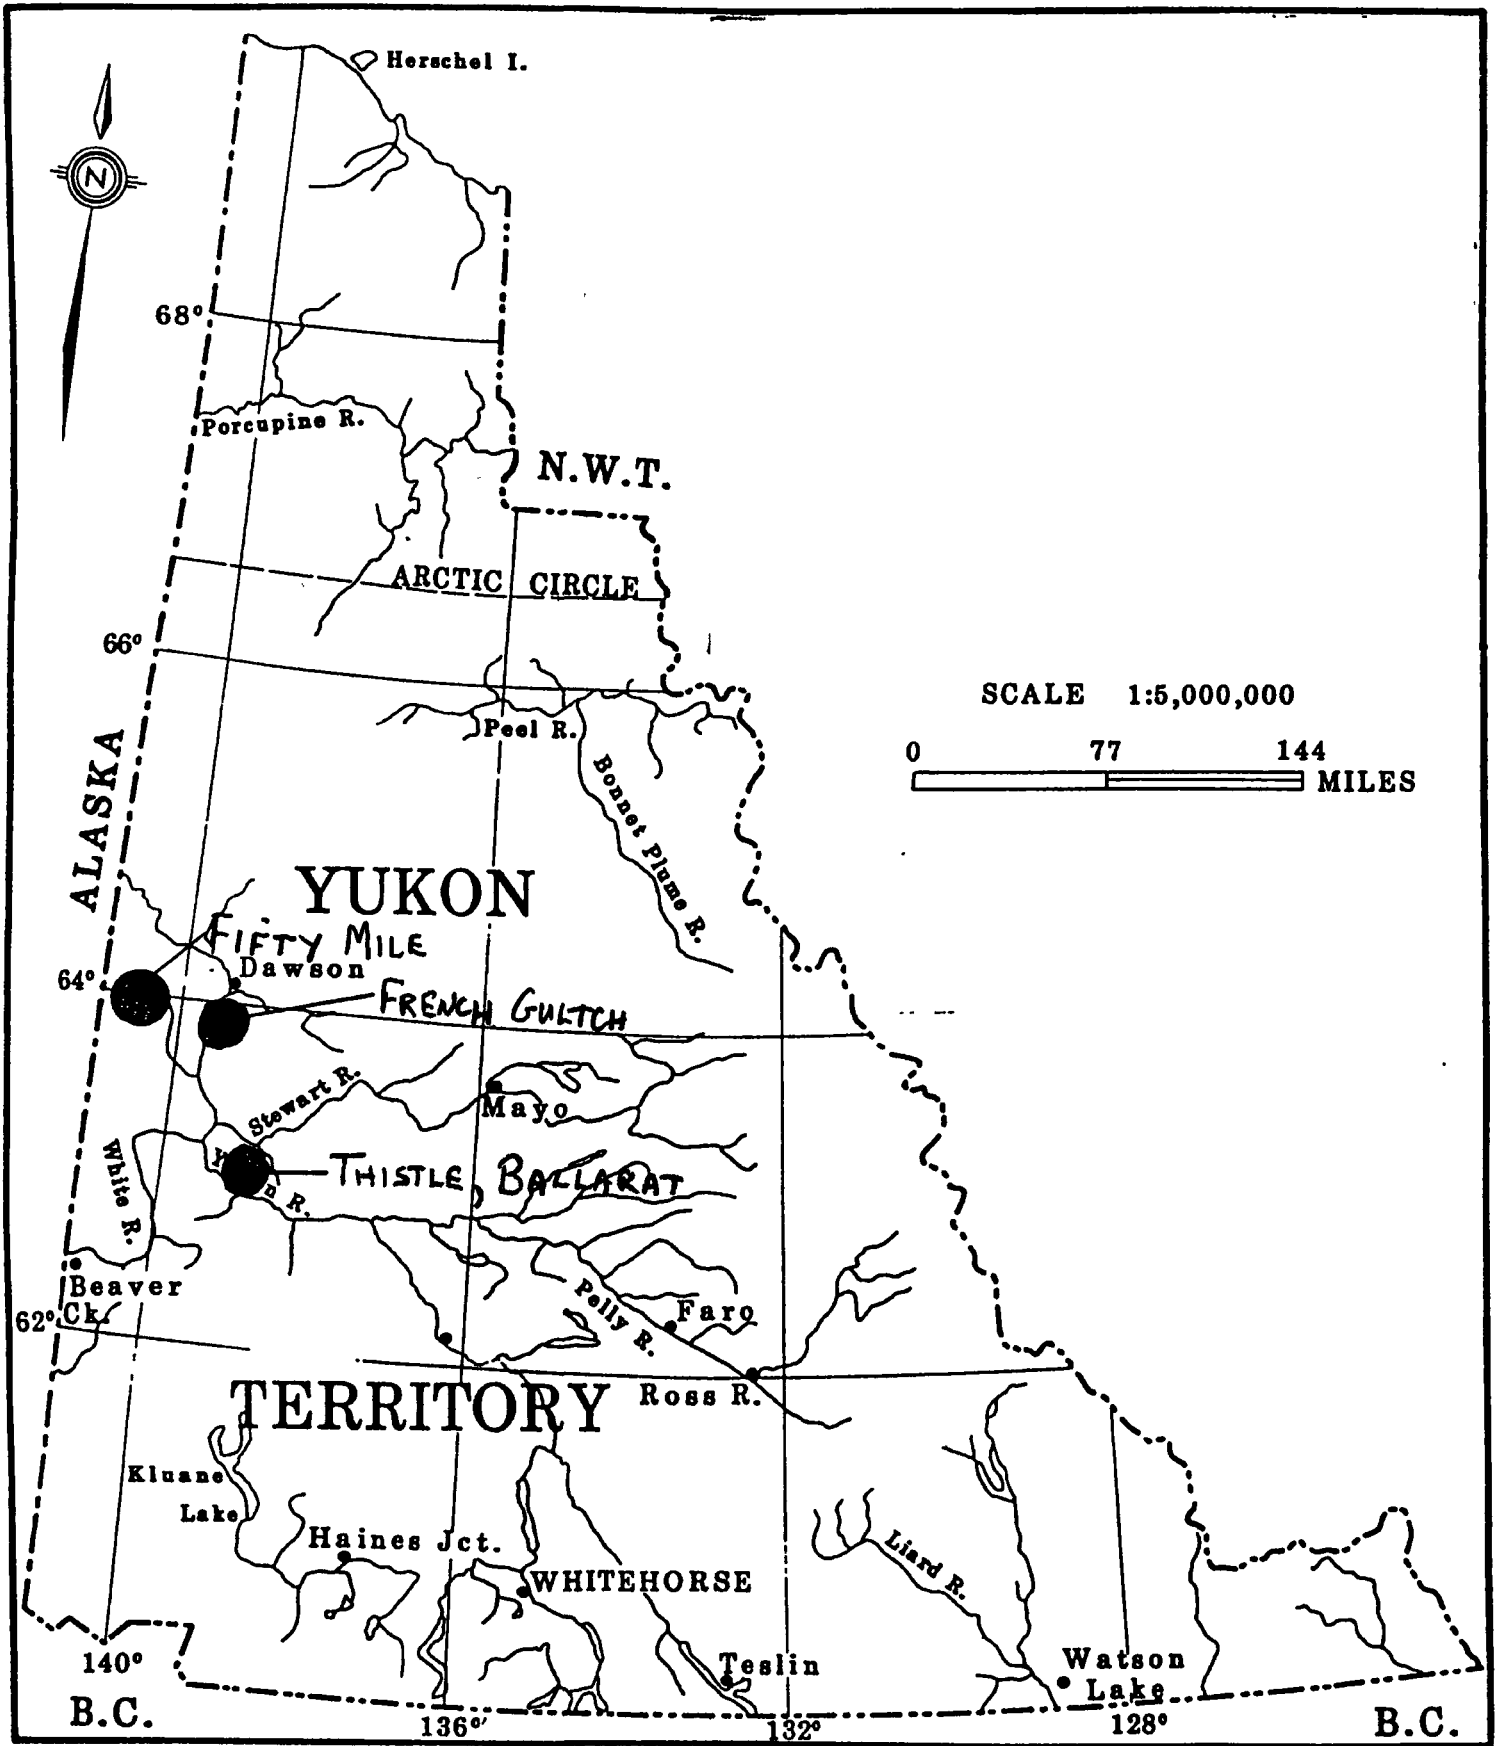 Herschel I.
N
68°
Porcupine R.
N.W.T.
ARCTIC CIRCLE
66°
SCALE 1:5,000,000
0 77 144
MILES
Peel R.
Bonnet Plume R.
ALASKA
YUKON
FIFTY MILE
Dawson
64°
FRENCH GULTCH
Stewart R.
Mayo
White R.
THISTLE, BALLARAT
n R.
Beaver
Ck.
62°
Pelly R.
Faro
Ross R.
TERRITORY
Kluane
Lake
Haines Jct.
WHITEHORSE
Liard R.
Teslin
Watson
Lake
140°
B.C.
136°
132°
128°
B.C.